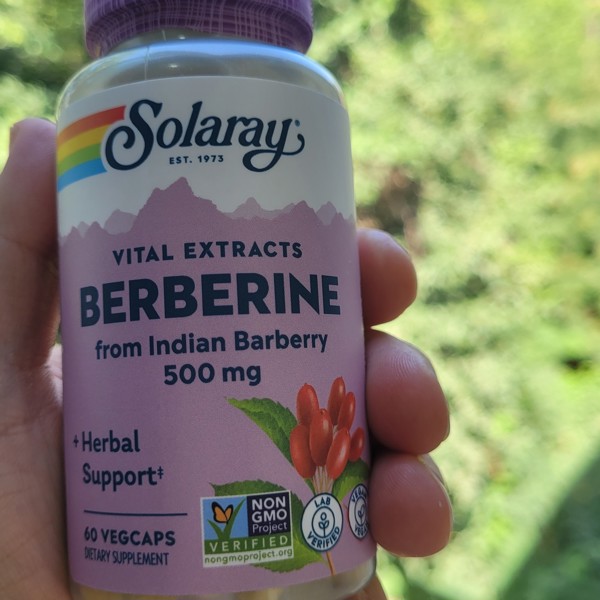 Solaray
EST. 1973
VITAL EXTRACTS
BERBERINE
from Indian Barberry
500 mg
+ Herbal
Support‡
60 VEGCAPS
DIETARY SUPPLEMENT
NON
GMO
Project
VERIFIED
nongmoproject.org
LAB
VERIFIED